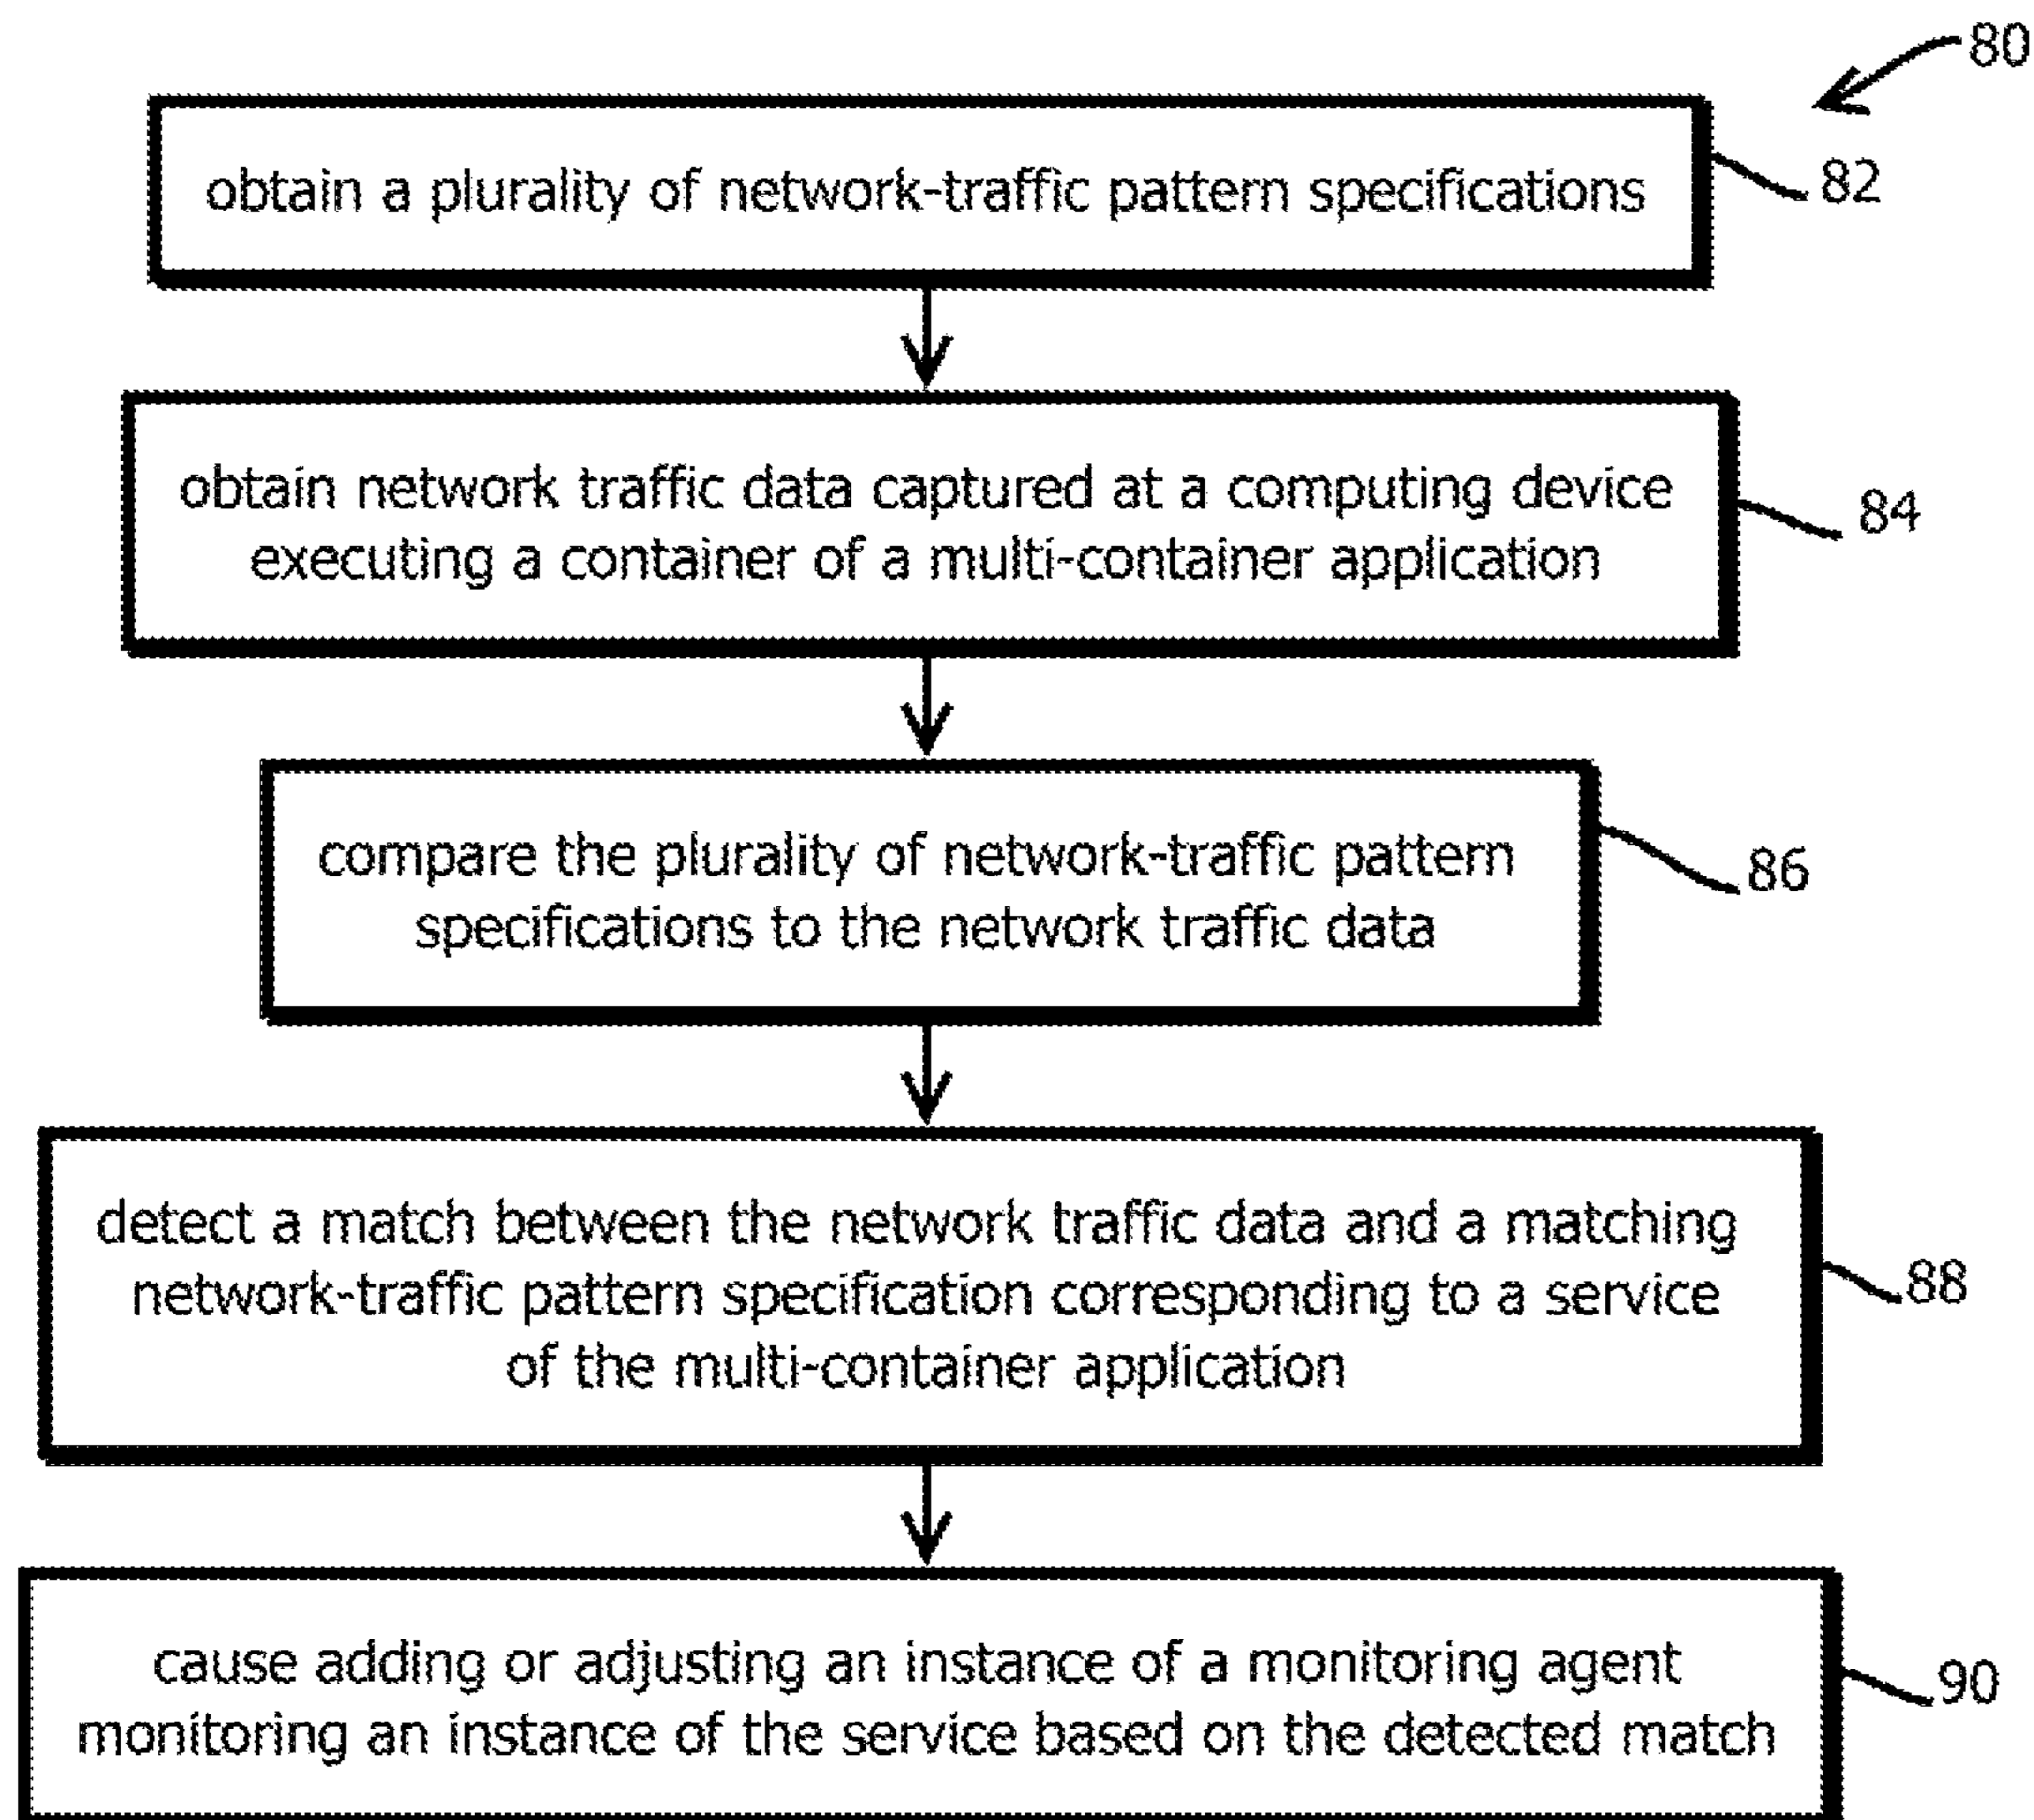 80
obtain a plurality of network-traffic pattern specifications
82
obtain network traffic data captured at a computing device
executing a container of a multi-container application
84
compare the plurality of network-traffic pattern
specifications to the network traffic data
86
detect a match between the network traffic data and a matching
network-traffic pattern specification corresponding to a service
of the multi-container application
88
cause adding or adjusting an instance of a monitoring agent
monitoring an instance of the service based on the detected match
90